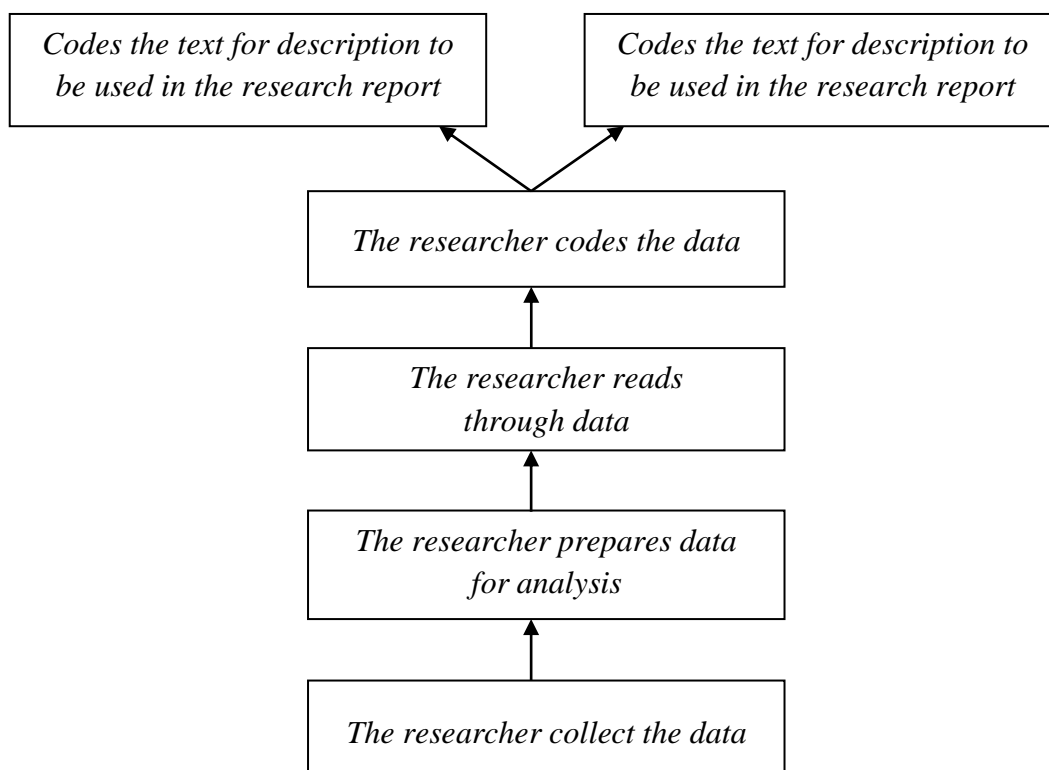 Codes the text for description to
be used in the research report
Codes the text for description to
be used in the research report
The researcher codes the data
The researcher reads
through data
The researcher prepares data
for analysis
The researcher collect the data